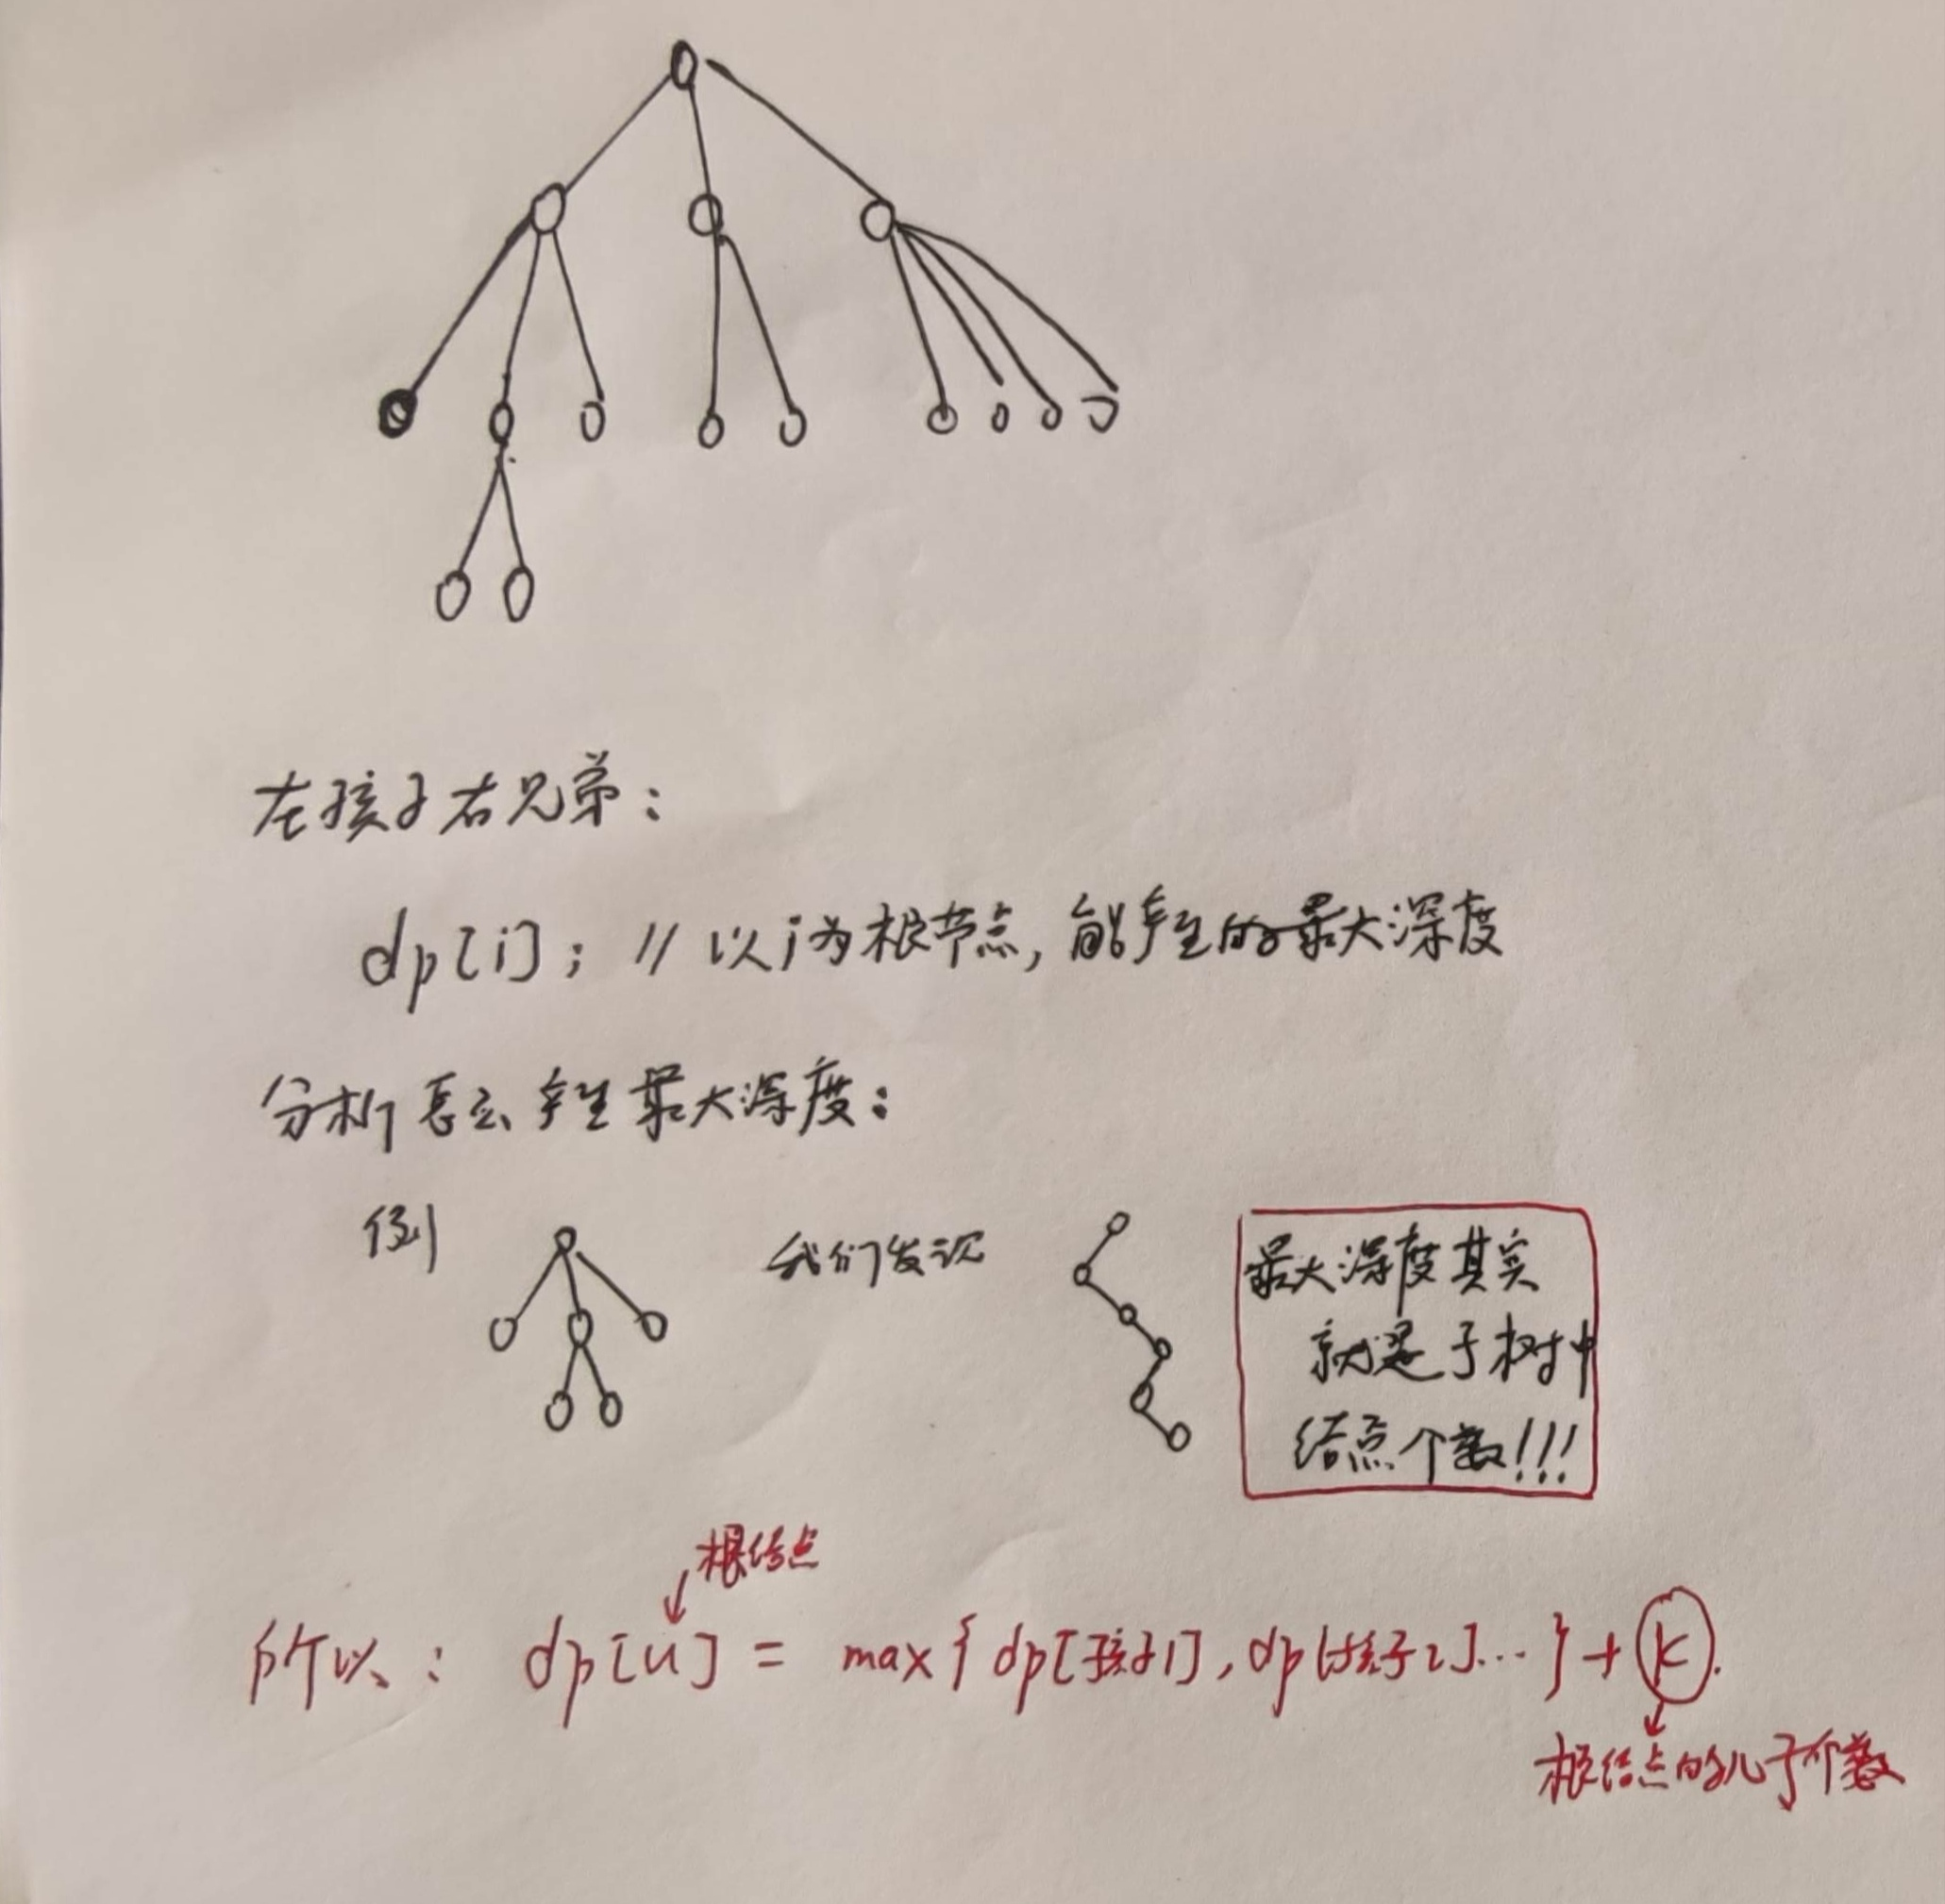 左孩子右兄弟：
dp[i]; // 以i为根节点, 能产生的最大深度
分析怎么产生最大深度：
例
我们发现
最大深度其实
就是子树中
结点个数!!!
根结点
所以： dp[u] = max{ dp[孩子1], dp[孩子2]... } + k.
根结点的儿子个数